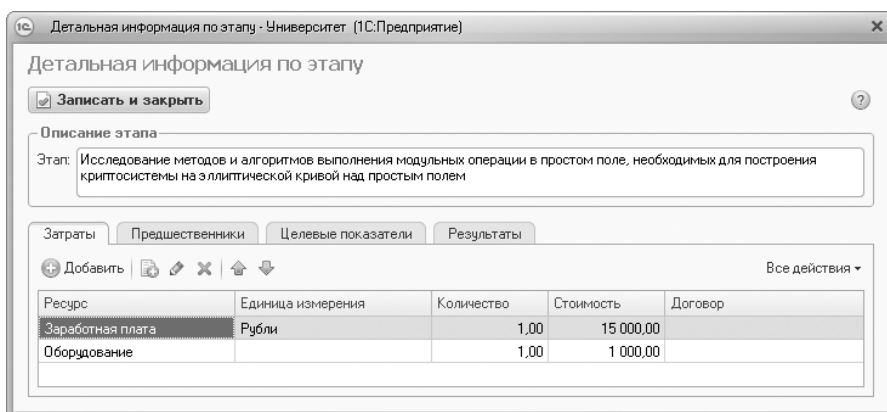 1С Детальная информация по этапу - Университет (1С:Предприятие)
Детальная информация по этапу
Записать и закрыть ?
Описание этапа
Этап: Исследование методов и алгоритмов выполнения модульных операции в простом поле, необходимых для построения
криптосистемы на эллиптической кривой над простым полем
Затраты Предшественники Целевые показатели Результаты
Добавить Все действия
Ресурс Единица измерения Количество Стоимость Договор
Заработная плата Рубли 1,00 15 000,00
Оборудование 1,00 1 000,00